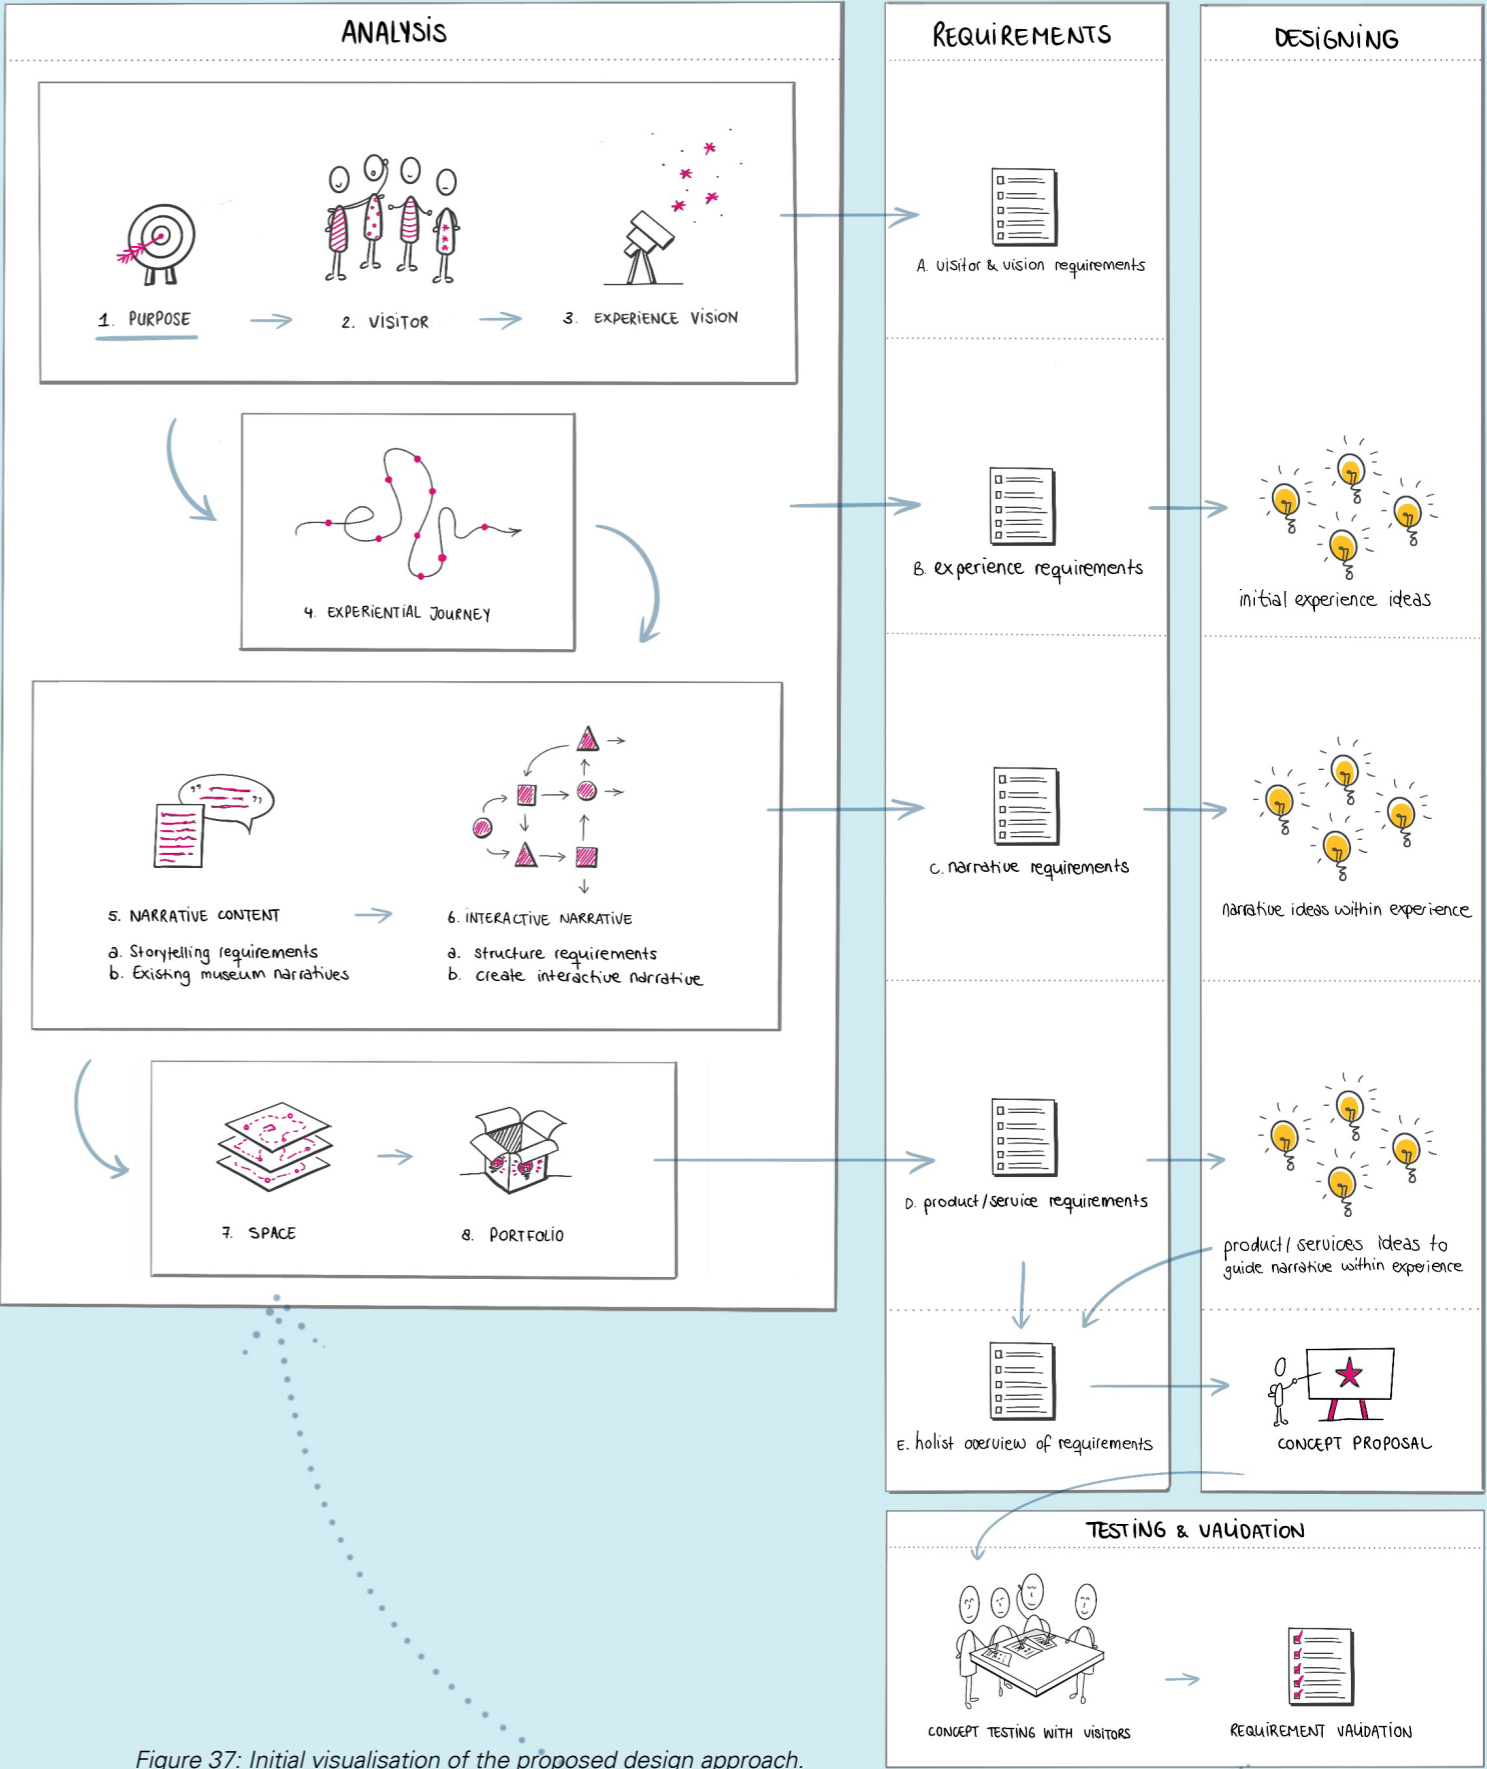 ANALYSIS
1. PURPOSE
2. VISITOR
3. EXPERIENCE VISION
4. EXPERIENTIAL JOURNEY
5. NARRATIVE CONTENT
a. Storytelling requirements
b. Existing museum narratives
6. INTERACTIVE NARRATIVE
a. structure requirements
b. create interactive narrative
7. SPACE
8. PORTFOLIO
REQUIREMENTS
A. visitor & vision requirements
B. experience requirements
C. narrative requirements
D. product/service requirements
E. holist overview of requirements
DESIGNING
initial experience ideas
narrative ideas within experience
product/services ideas to
guide narrative within experience
CONCEPT PROPOSAL
TESTING & VALIDATION
CONCEPT TESTING WITH VISITORS
REQUIREMENT VALIDATION
Figure 37: Initial visualisation of the proposed design approach.